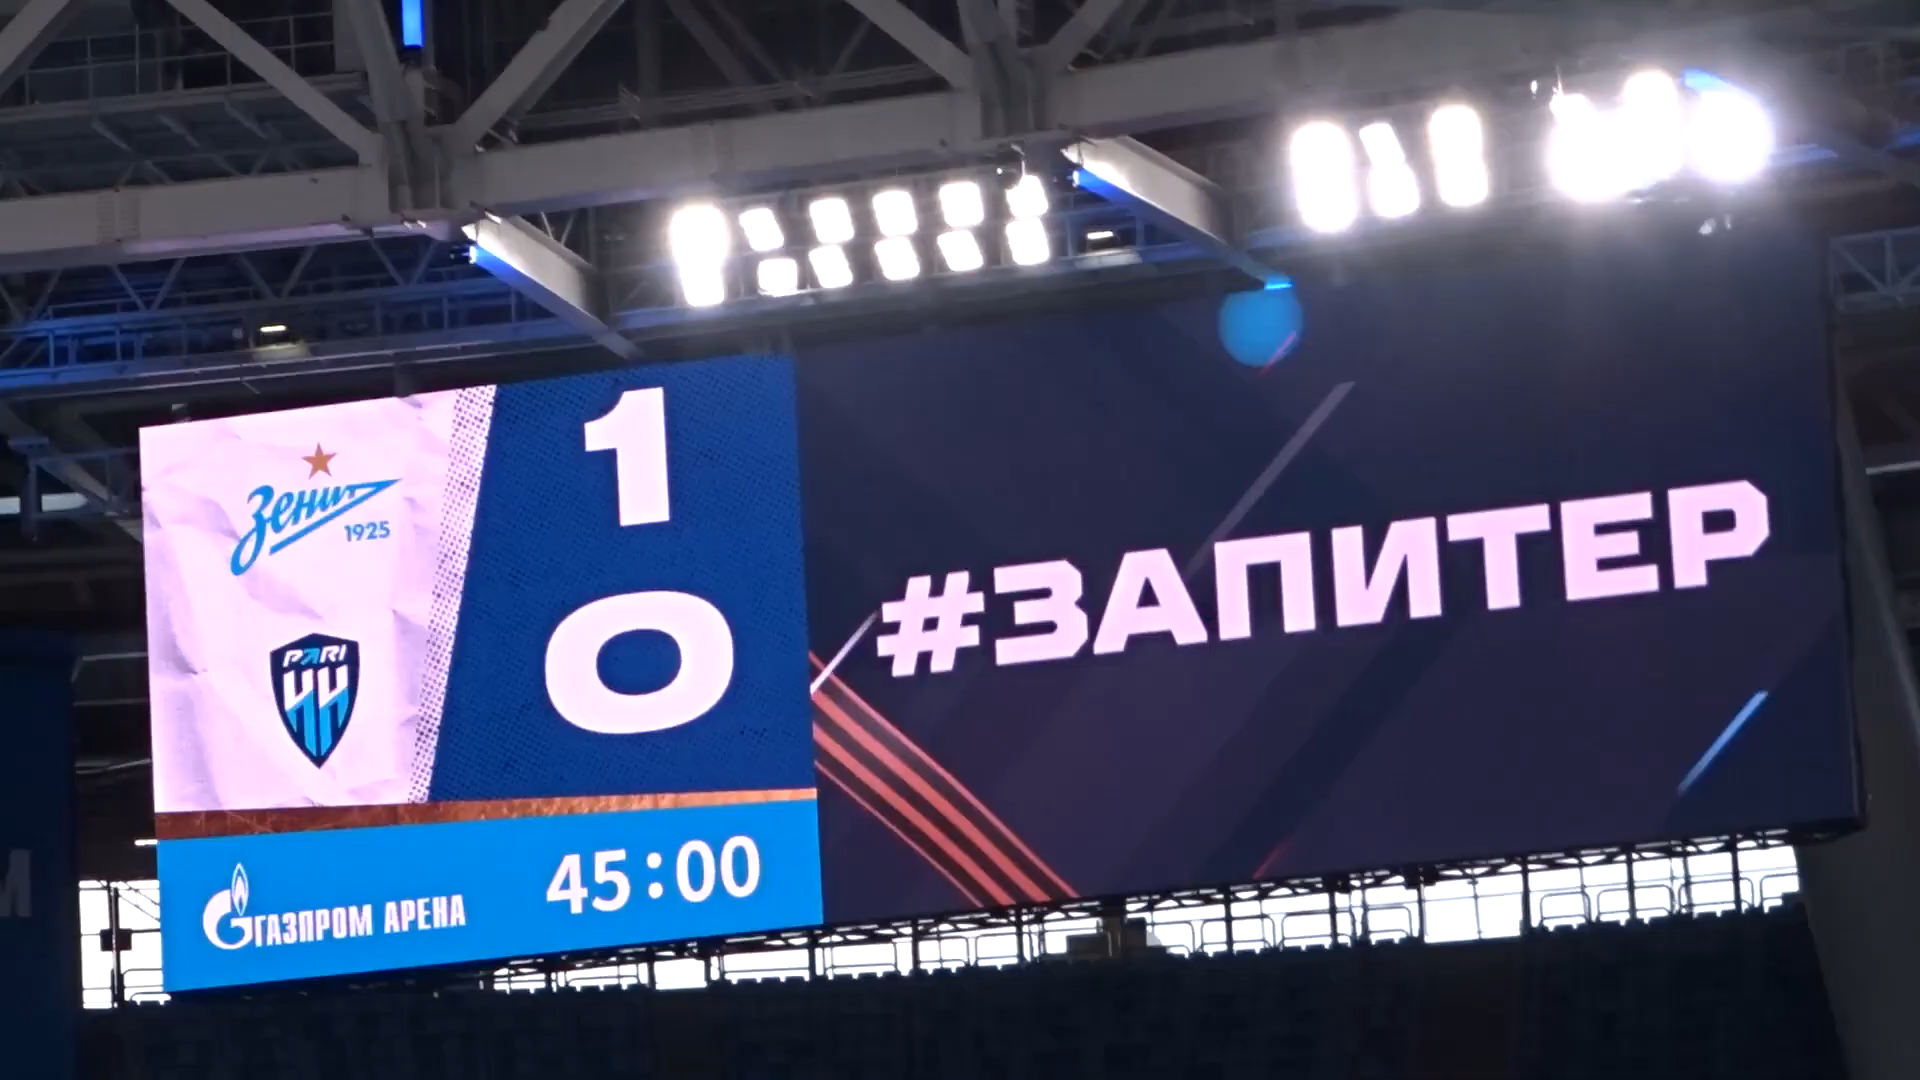 1
Зенит
1925
#ЗАПИТЕР
PARI
НН
0
ГАЗПРОМ АРЕНА
45:00
М